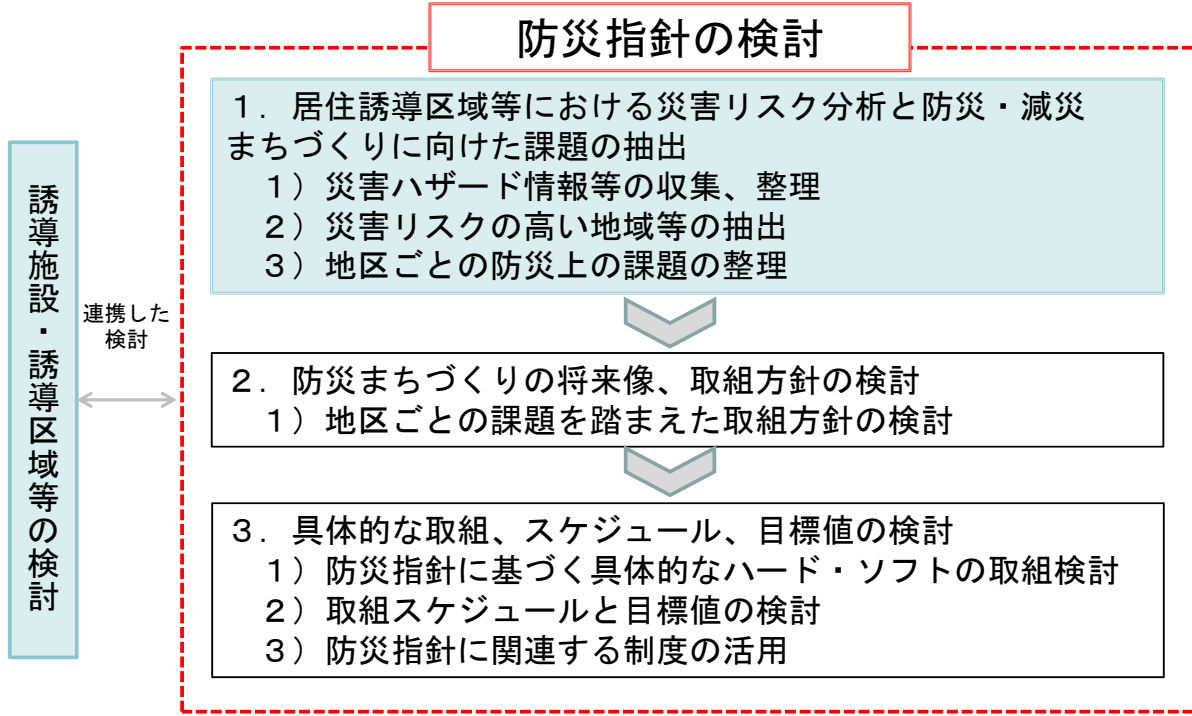 防災指針の検討
誘導施設・誘導区域等の検討
連携した
検討
１．居住誘導区域等における災害リスク分析と防災・減災
まちづくりに向けた課題の抽出
１）災害ハザード情報等の収集、整理
２）災害リスクの高い地域等の抽出
３）地区ごとの防災上の課題の整理
２．防災まちづくりの将来像、取組方針の検討
１）地区ごとの課題を踏まえた取組方針の検討
３．具体的な取組、スケジュール、目標値の検討
１）防災指針に基づく具体的なハード・ソフトの取組検討
２）取組スケジュールと目標値の検討
３）防災指針に関連する制度の活用